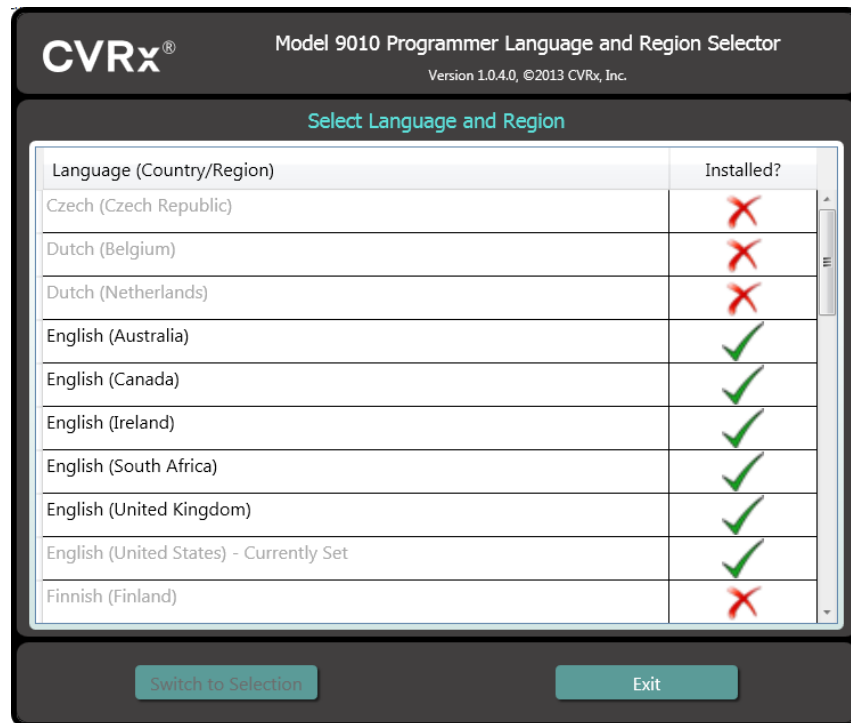 CVRx®
Model 9010 Programmer Language and Region Selector
Version 1.0.4.0, ©2013 CVRx, Inc.
Select Language and Region
Language (Country/Region) Installed?
Czech (Czech Republic)
Dutch (Belgium)
Dutch (Netherlands)
English (Australia)
English (Canada)
English (Ireland)
English (South Africa)
English (United Kingdom)
English (United States) - Currently Set
Finnish (Finland)
Switch to Selection Exit